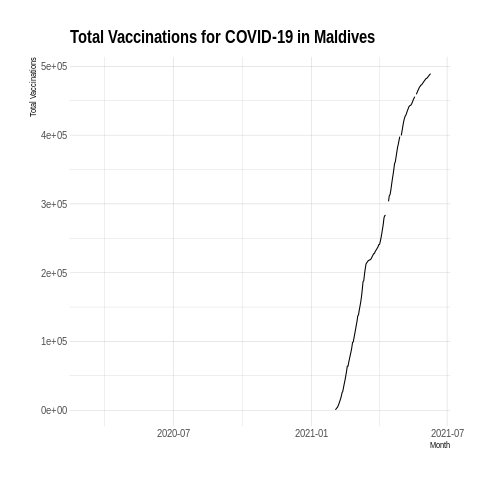 Total Vaccinations for COVID-19 in Maldives
Total Vaccinations
5e+05
4e+05
3e+05
2e+05
1e+05
0e+00
2020-07
2021-01
2021-07
Month